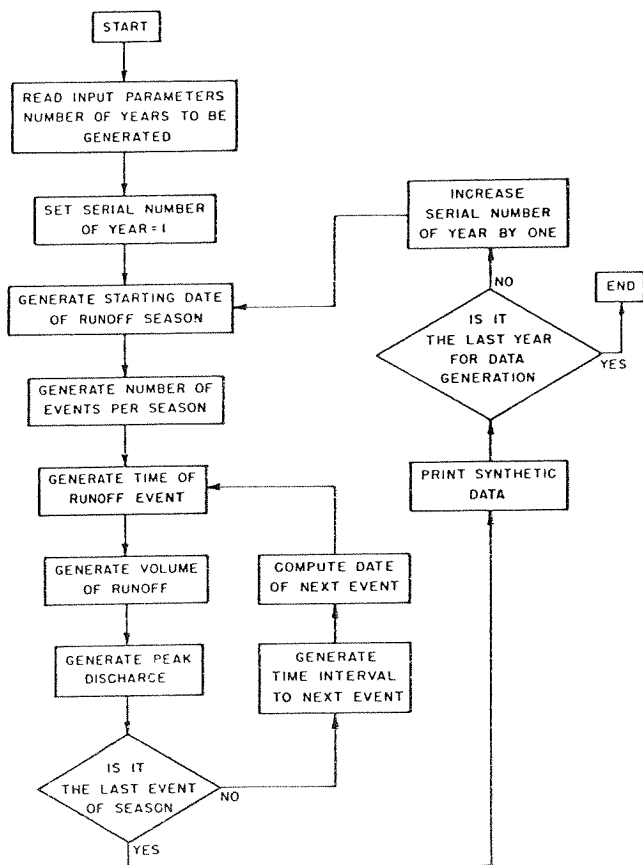 START
READ INPUT PARAMETERS
NUMBER OF YEARS TO BE
GENERATED
SET SERIAL NUMBER
OF YEAR=1
GENERATE STARTING DATE
OF RUNOFF SEASON
GENERATE NUMBER OF
EVENTS PER SEASON
GENERATE TIME OF
RUNOFF EVENT
GENERATE VOLUME
OF RUNOFF
GENERATE PEAK
DISCHARGE
IS IT
THE LAST EVENT
OF SEASON
NO
YES
GENERATE
TIME INTERVAL
TO NEXT EVENT
COMPUTE DATE
OF NEXT EVENT
PRINT SYNTHETIC
DATA
IS IT
THE LAST YEAR
FOR DATA
GENERATION
NO
YES
INCREASE
SERIAL NUMBER
OF YEAR BY ONE
END